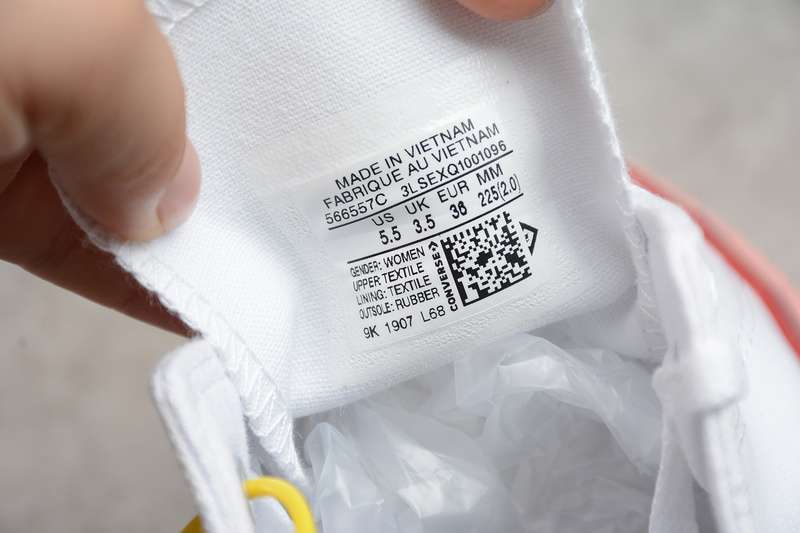 MADE IN VIETNAM
FABRIQUE AU VIETNAM
566557C 3LSEXQ1001096
US UK EUR MM
5.5 3.5 36 225(2.0)
GENDER: WOMEN
UPPER TEXTILE
LINING: TEXTILE
OUTSOLE: RUBBER
CONVERSE
9K 1907 L68